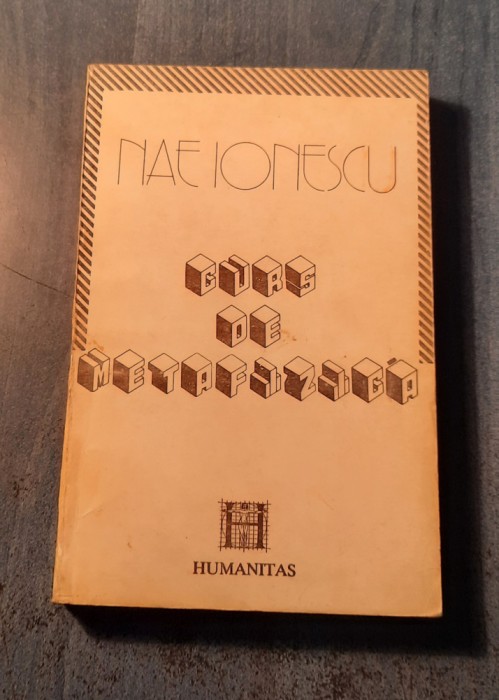 NAE IONESCU
CURS
DE
METAFIZICĂ
HUMANITAS